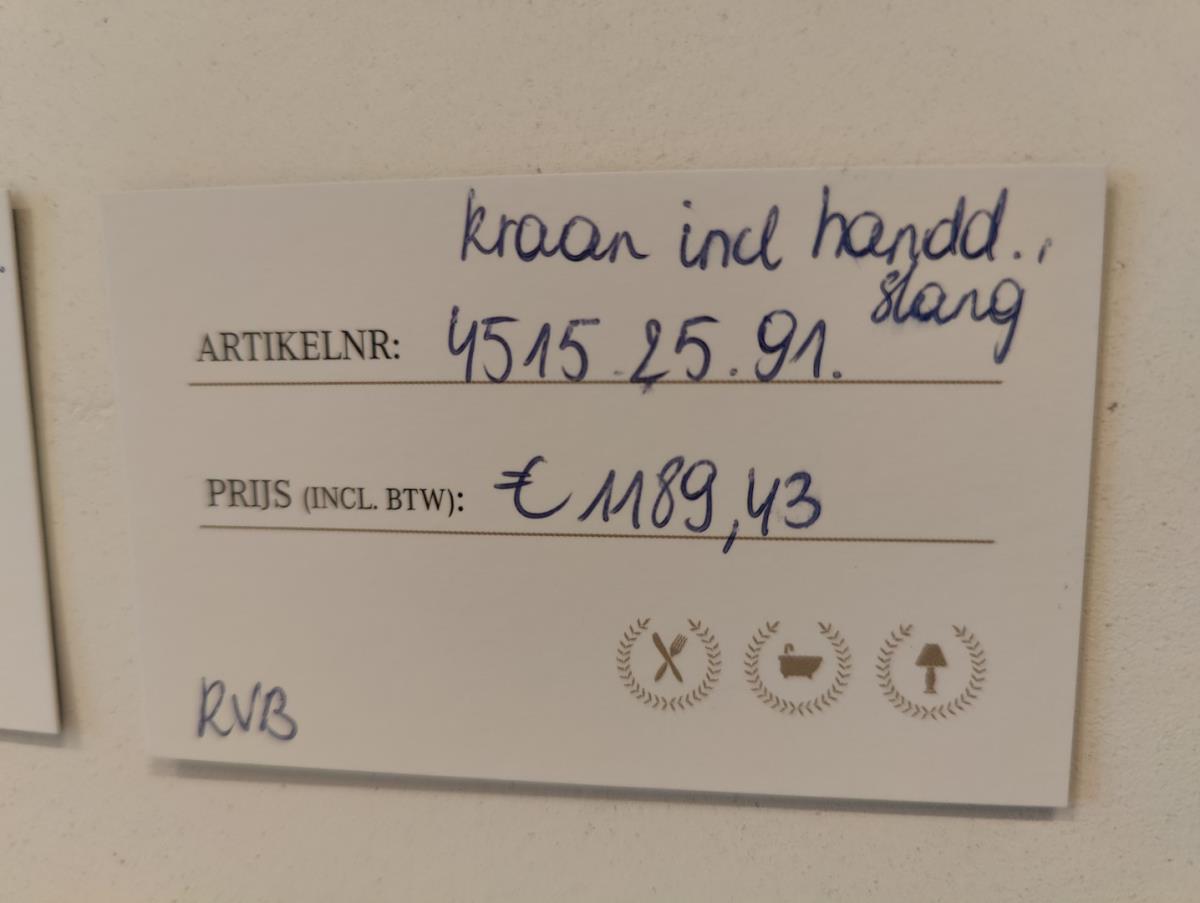 kraan incl handd.,
slang
ARTIKELNR: 4515.25.91.
PRIJS (INCL. BTW): € 1189,43
RVB